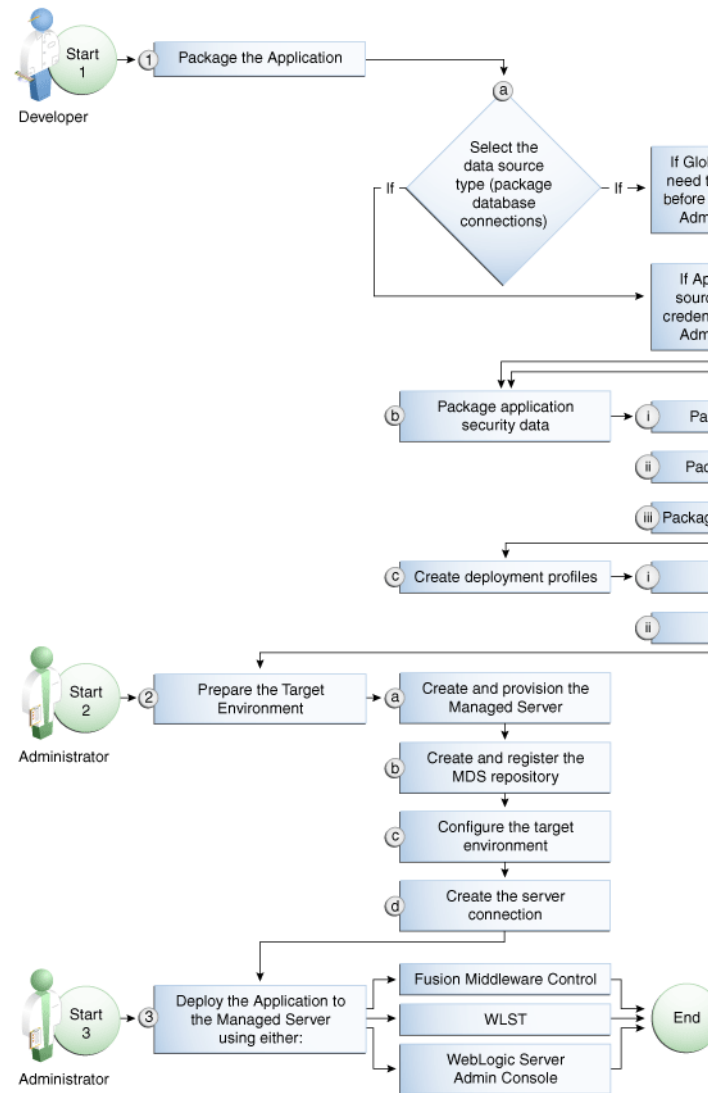 Start
1
Developer
1
Package the Application
a
Select the
data source
type (package
database
connections)
If
If
If Glo
need t
before
Adm
If Ap
sourc
creden
Adm
b
Package application
security data
i
Pa
ii
Pac
iii
Packag
c
Create deployment profiles
i
ii
Start
2
Administrator
2
Prepare the Target
Environment
a
Create and provision the
Managed Server
b
Create and register the
MDS repository
c
Configure the target
environment
d
Create the server
connection
Start
3
Administrator
3
Deploy the Application to
the Managed Server
using either:
Fusion Middleware Control
WLST
WebLogic Server
Admin Console
End